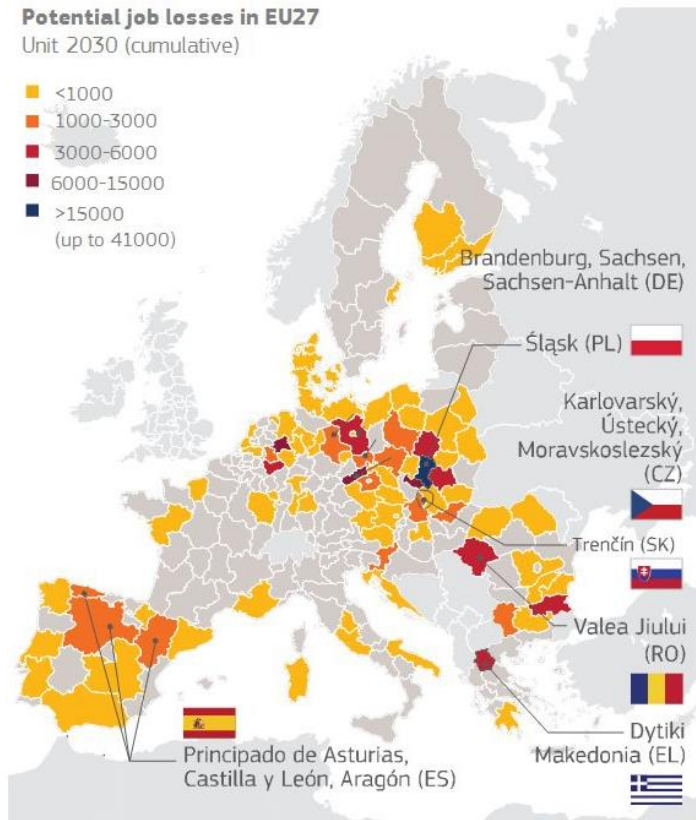 Potential job losses in EU27
Unit 2030 (cumulative)
<1000
1000-3000
3000-6000
6000-15000
>15000
(up to 41000)
Brandenburg, Sachsen,
Sachsen-Anhalt (DE)
Śląsk (PL)
Karlovarský,
Ústecký,
Moravskoslezský
(CZ)
Trenčín (SK)
Valea Jiului
(RO)
Dytiki
Makedonia (EL)
Principado de Asturias,
Castilla y León, Aragón (ES)